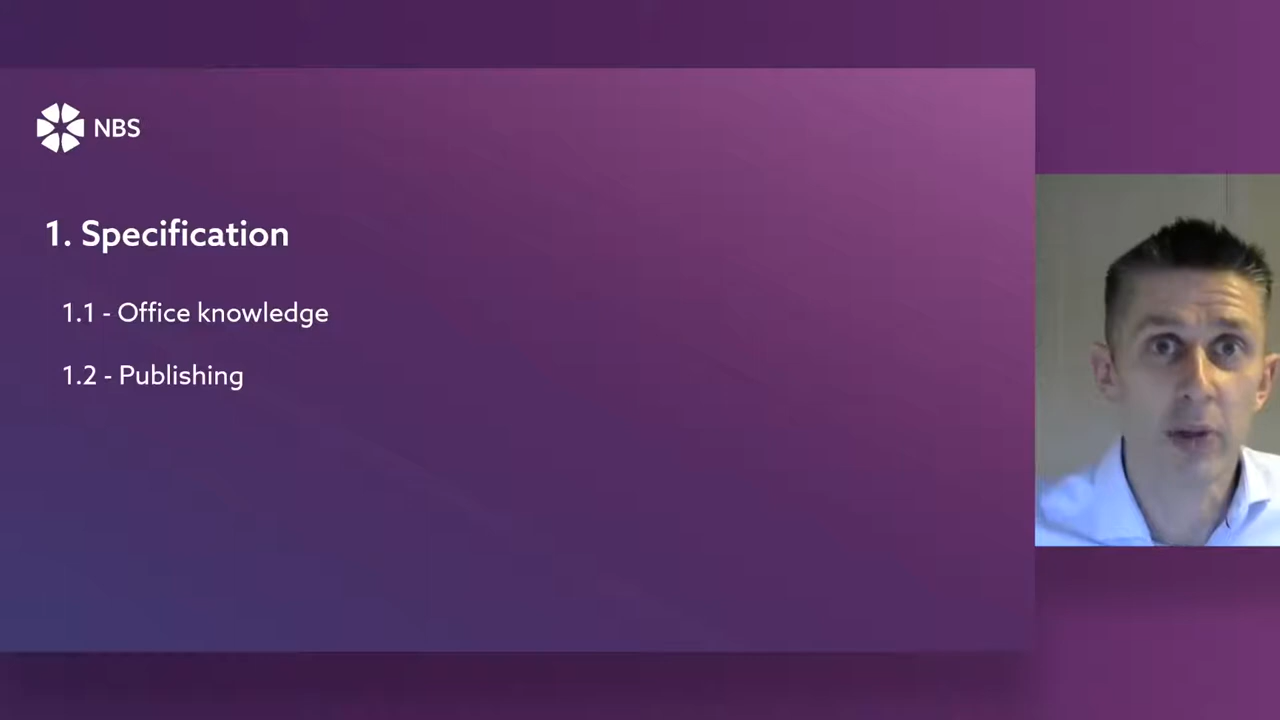 NBS
1. Specification
1.1 - Office knowledge
1.2 - Publishing